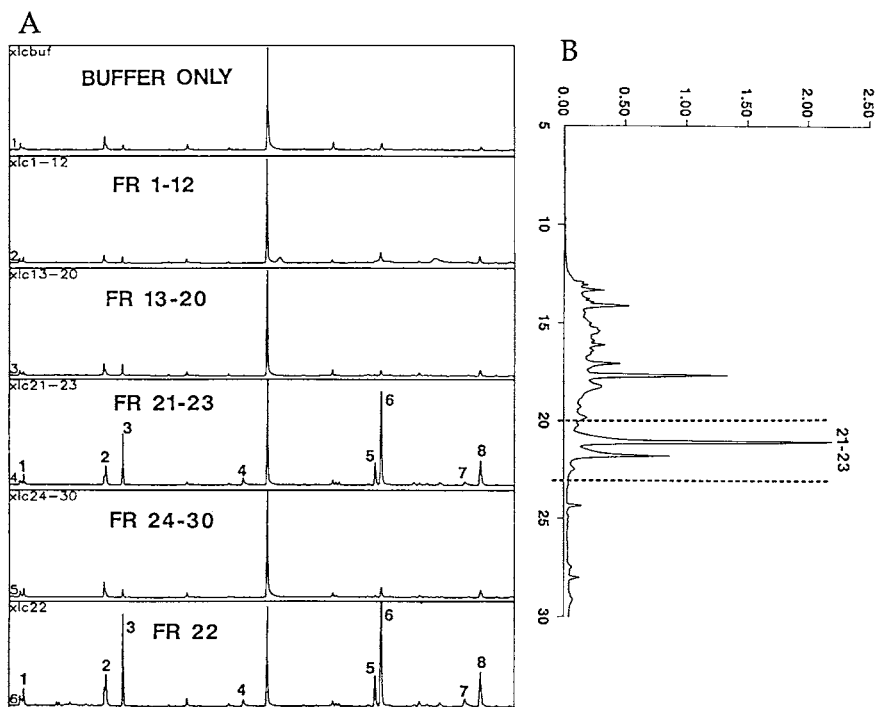 A
xlcbuf
BUFFER ONLY
1
xlc1-12
FR 1-12
2
xlc13-20
FR 13-20
3
xlc21-23
FR 21-23
1
2
3
4
5
6
7
8
4
xlc24-30
FR 24-30
5
xlc22
FR 22
1
2
3
4
5
6
7
8
6
B
0.00
0.50
1.00
1.50
2.00
2.50
5
10
15
20
25
30
21-23